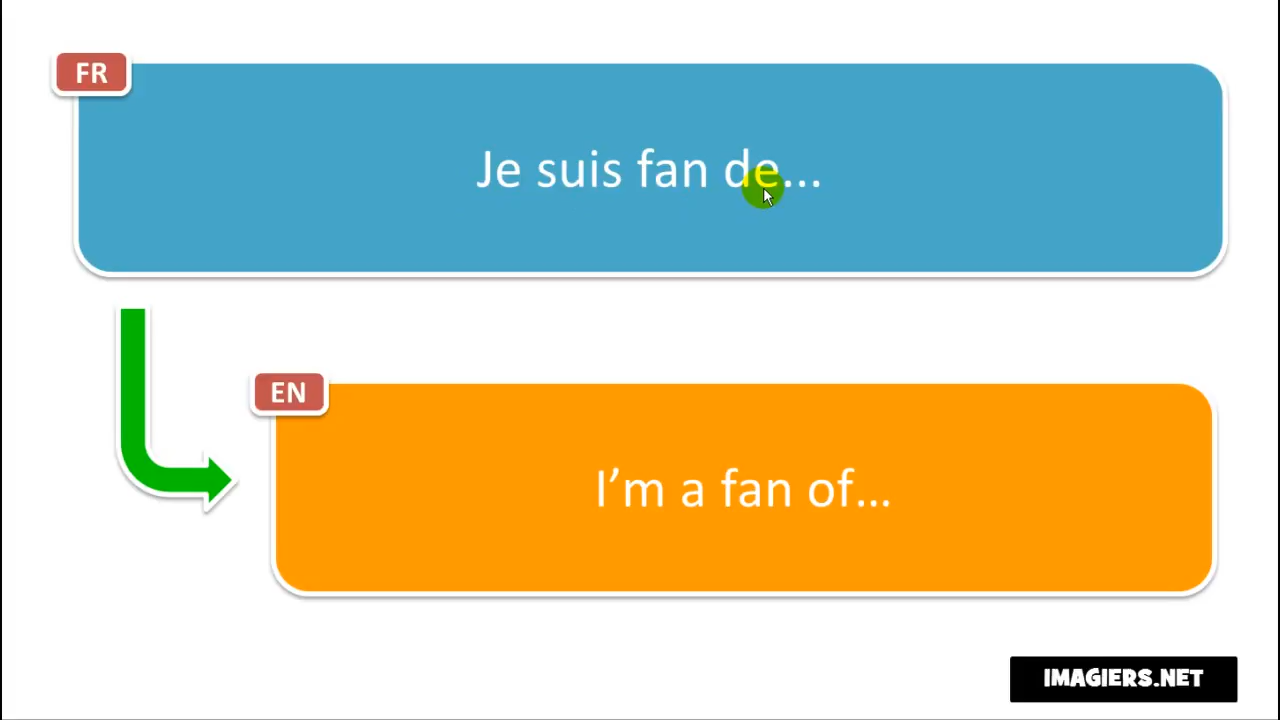 FR
Je suis fan de...
EN
I’m a fan of...
IMAGIERS.NET